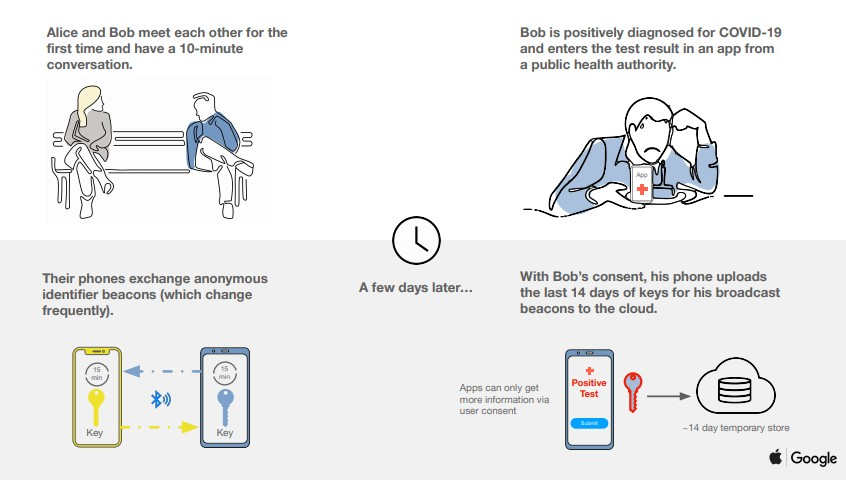 Alice and Bob meet each other for the
first time and have a 10-minute
conversation.
Bob is positively diagnosed for COVID-19
and enters the test result in an app from
a public health authority.
App
Their phones exchange anonymous
identifier beacons (which change
frequently).
15
min
Key
15
min
Key
A few days later…
With Bob’s consent, his phone uploads
the last 14 days of keys for his broadcast
beacons to the cloud.
Apps can only get
more information via
user consent
Positive
Test
Submit
~14 day temporary store
Google